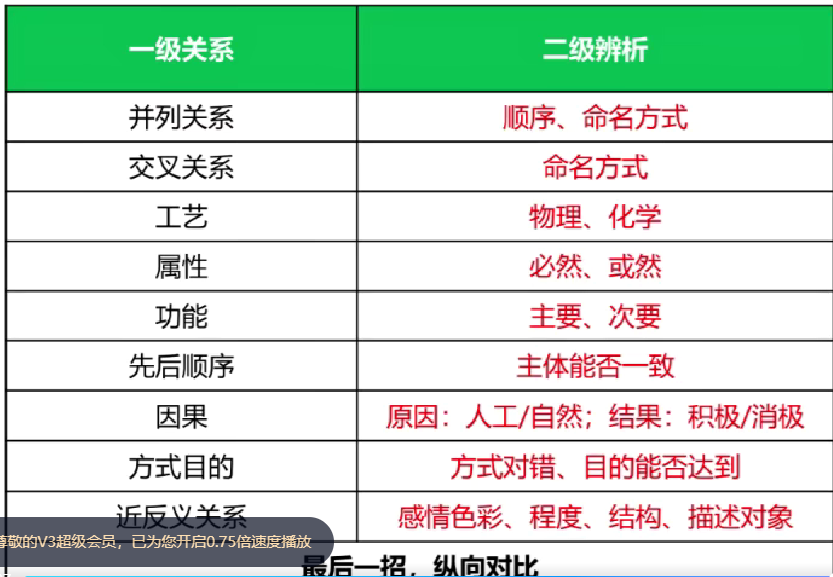 一级关系 二级辨析
并列关系 顺序、命名方式
交叉关系 命名方式
工艺 物理、化学
属性 必然、或然
功能 主要、次要
先后顺序 主体能否一致
因果 原因：人工/自然；结果：积极/消极
方式目的 方式对错、目的能否达到
近反义关系 感情色彩、程度、结构、描述对象
尊敬的V3超级会员，已为您开启0.75倍速度播放
最后一招，纵向对比